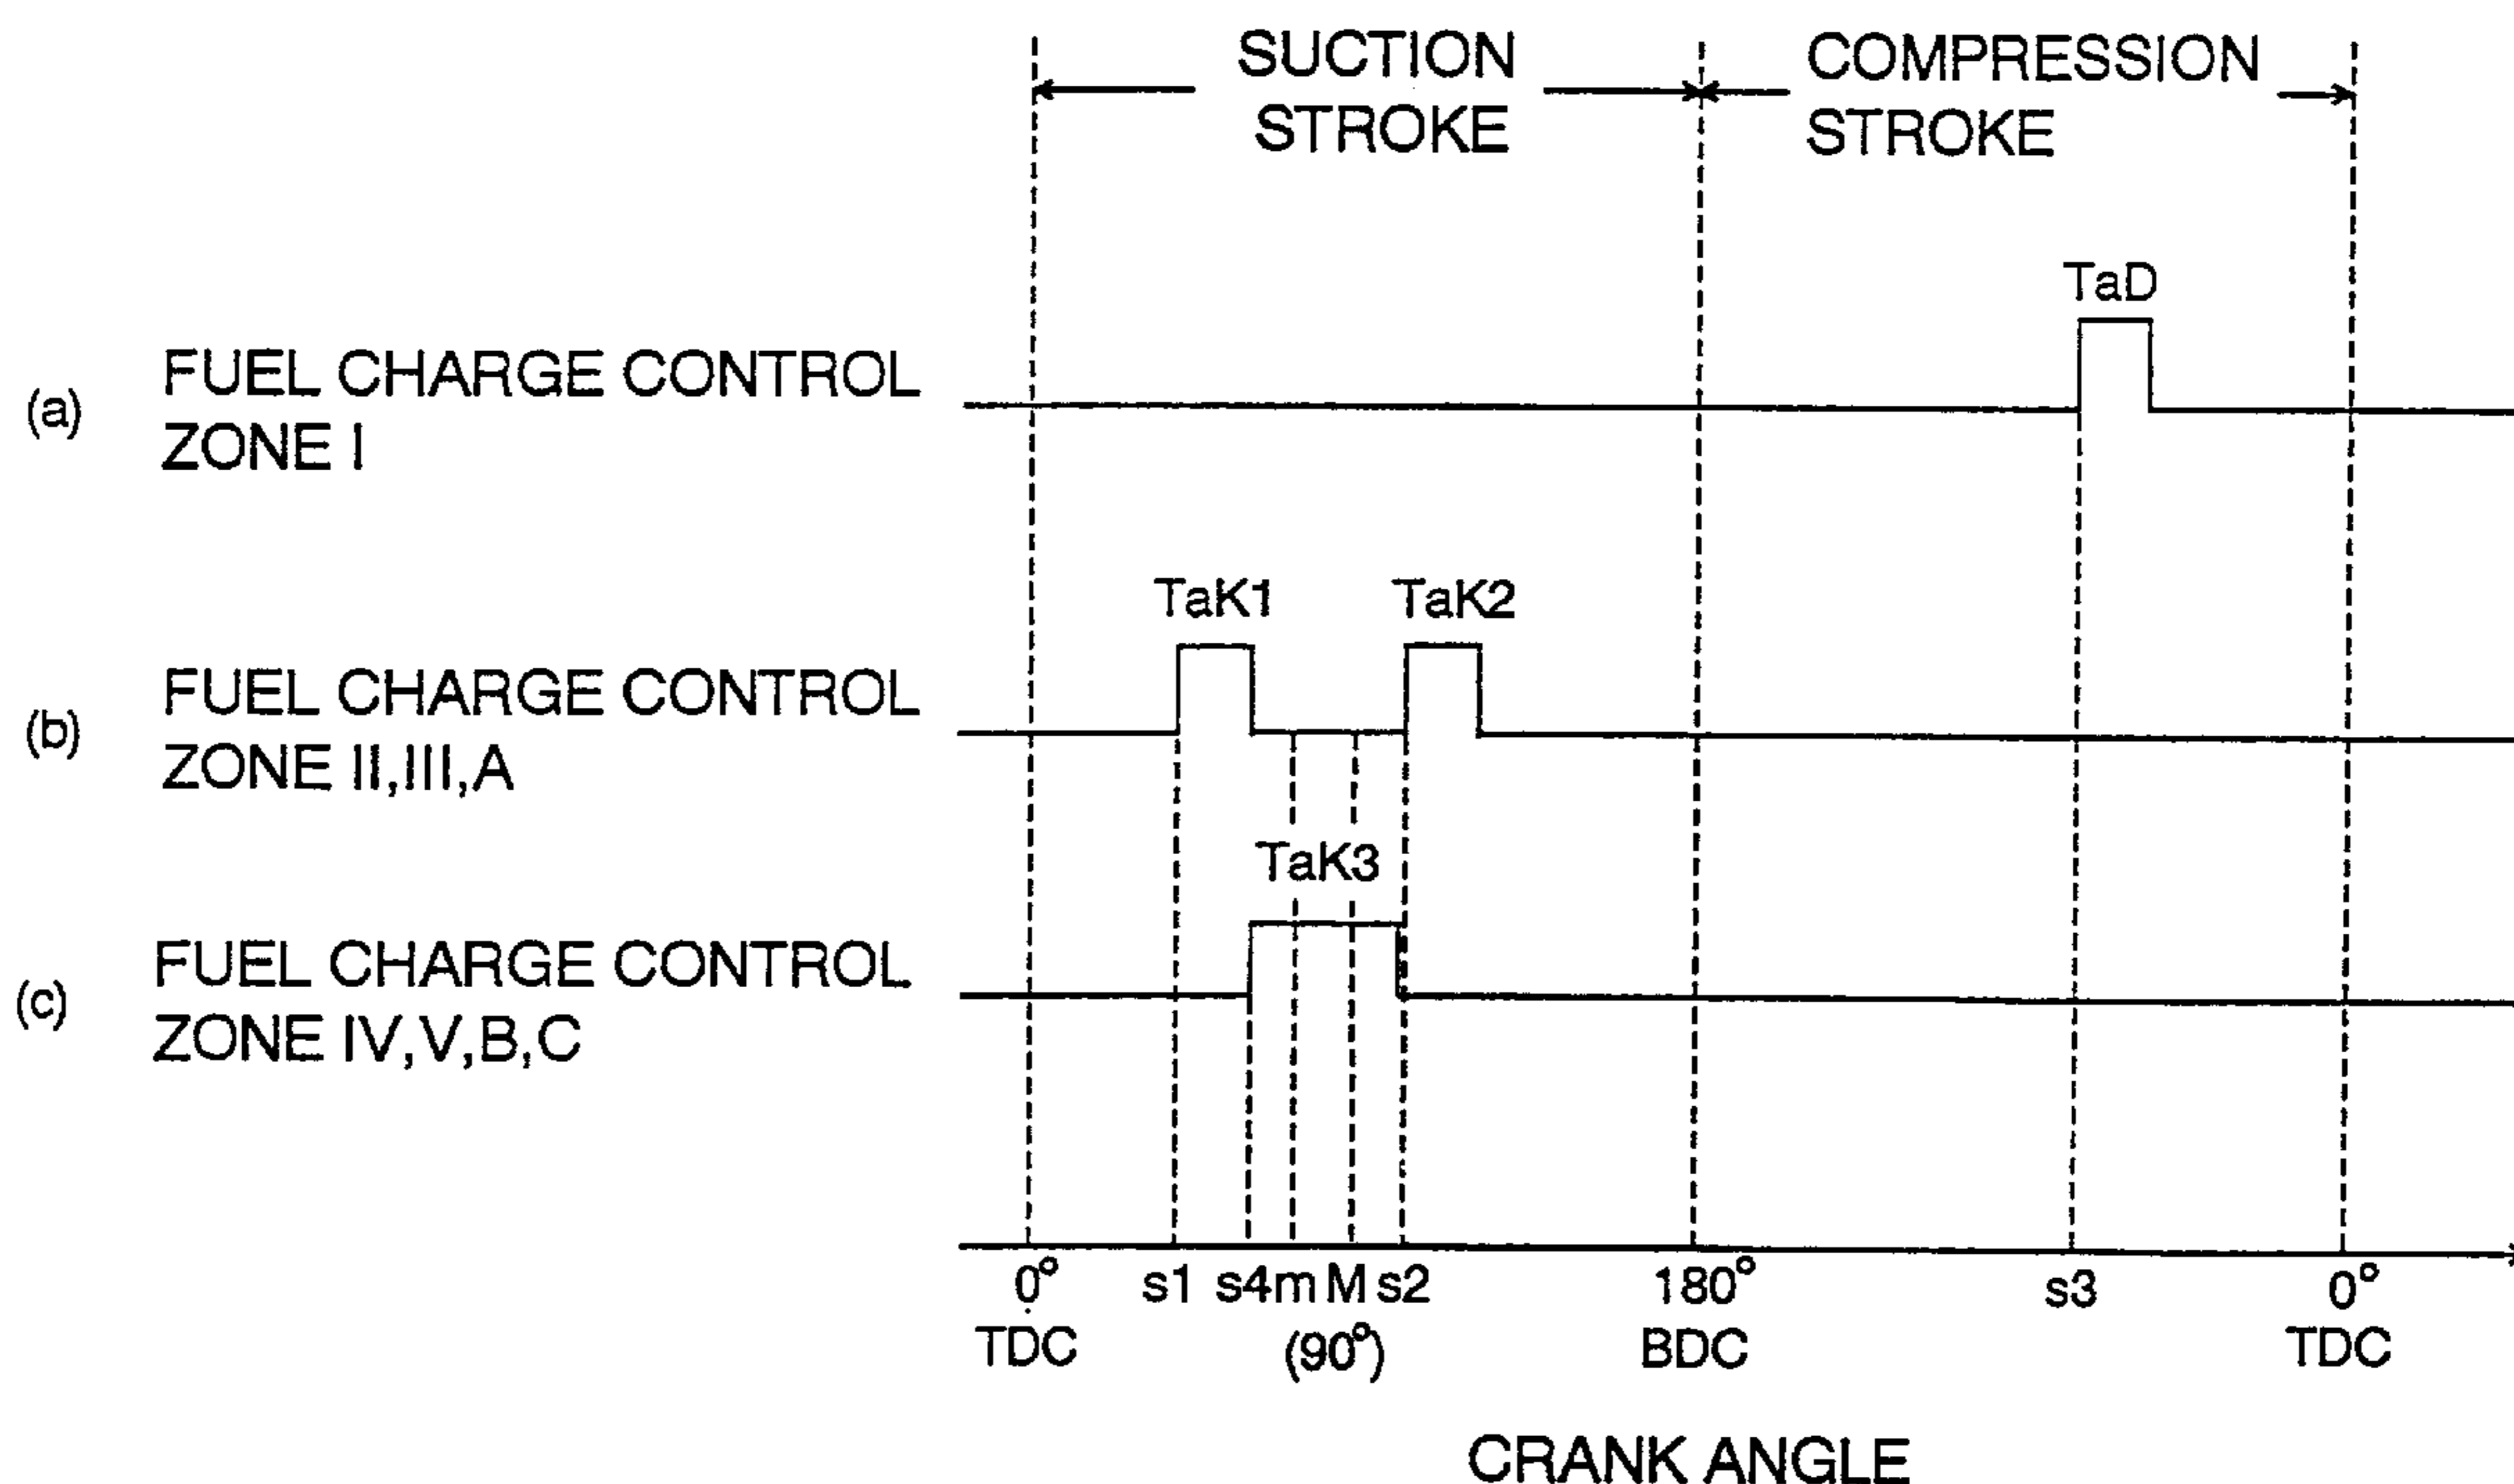 SUCTION
STROKE
COMPRESSION
STROKE
TaD
(a)
FUEL CHARGE CONTROL
ZONE I
TaK1
TaK2
(b)
FUEL CHARGE CONTROL
ZONE II,III,A
TaK3
(c)
FUEL CHARGE CONTROL
ZONE IV,V,B,C
0° s1 s4 m M s2 180° s3 0°
TDC (90°) BDC TDC
CRANK ANGLE